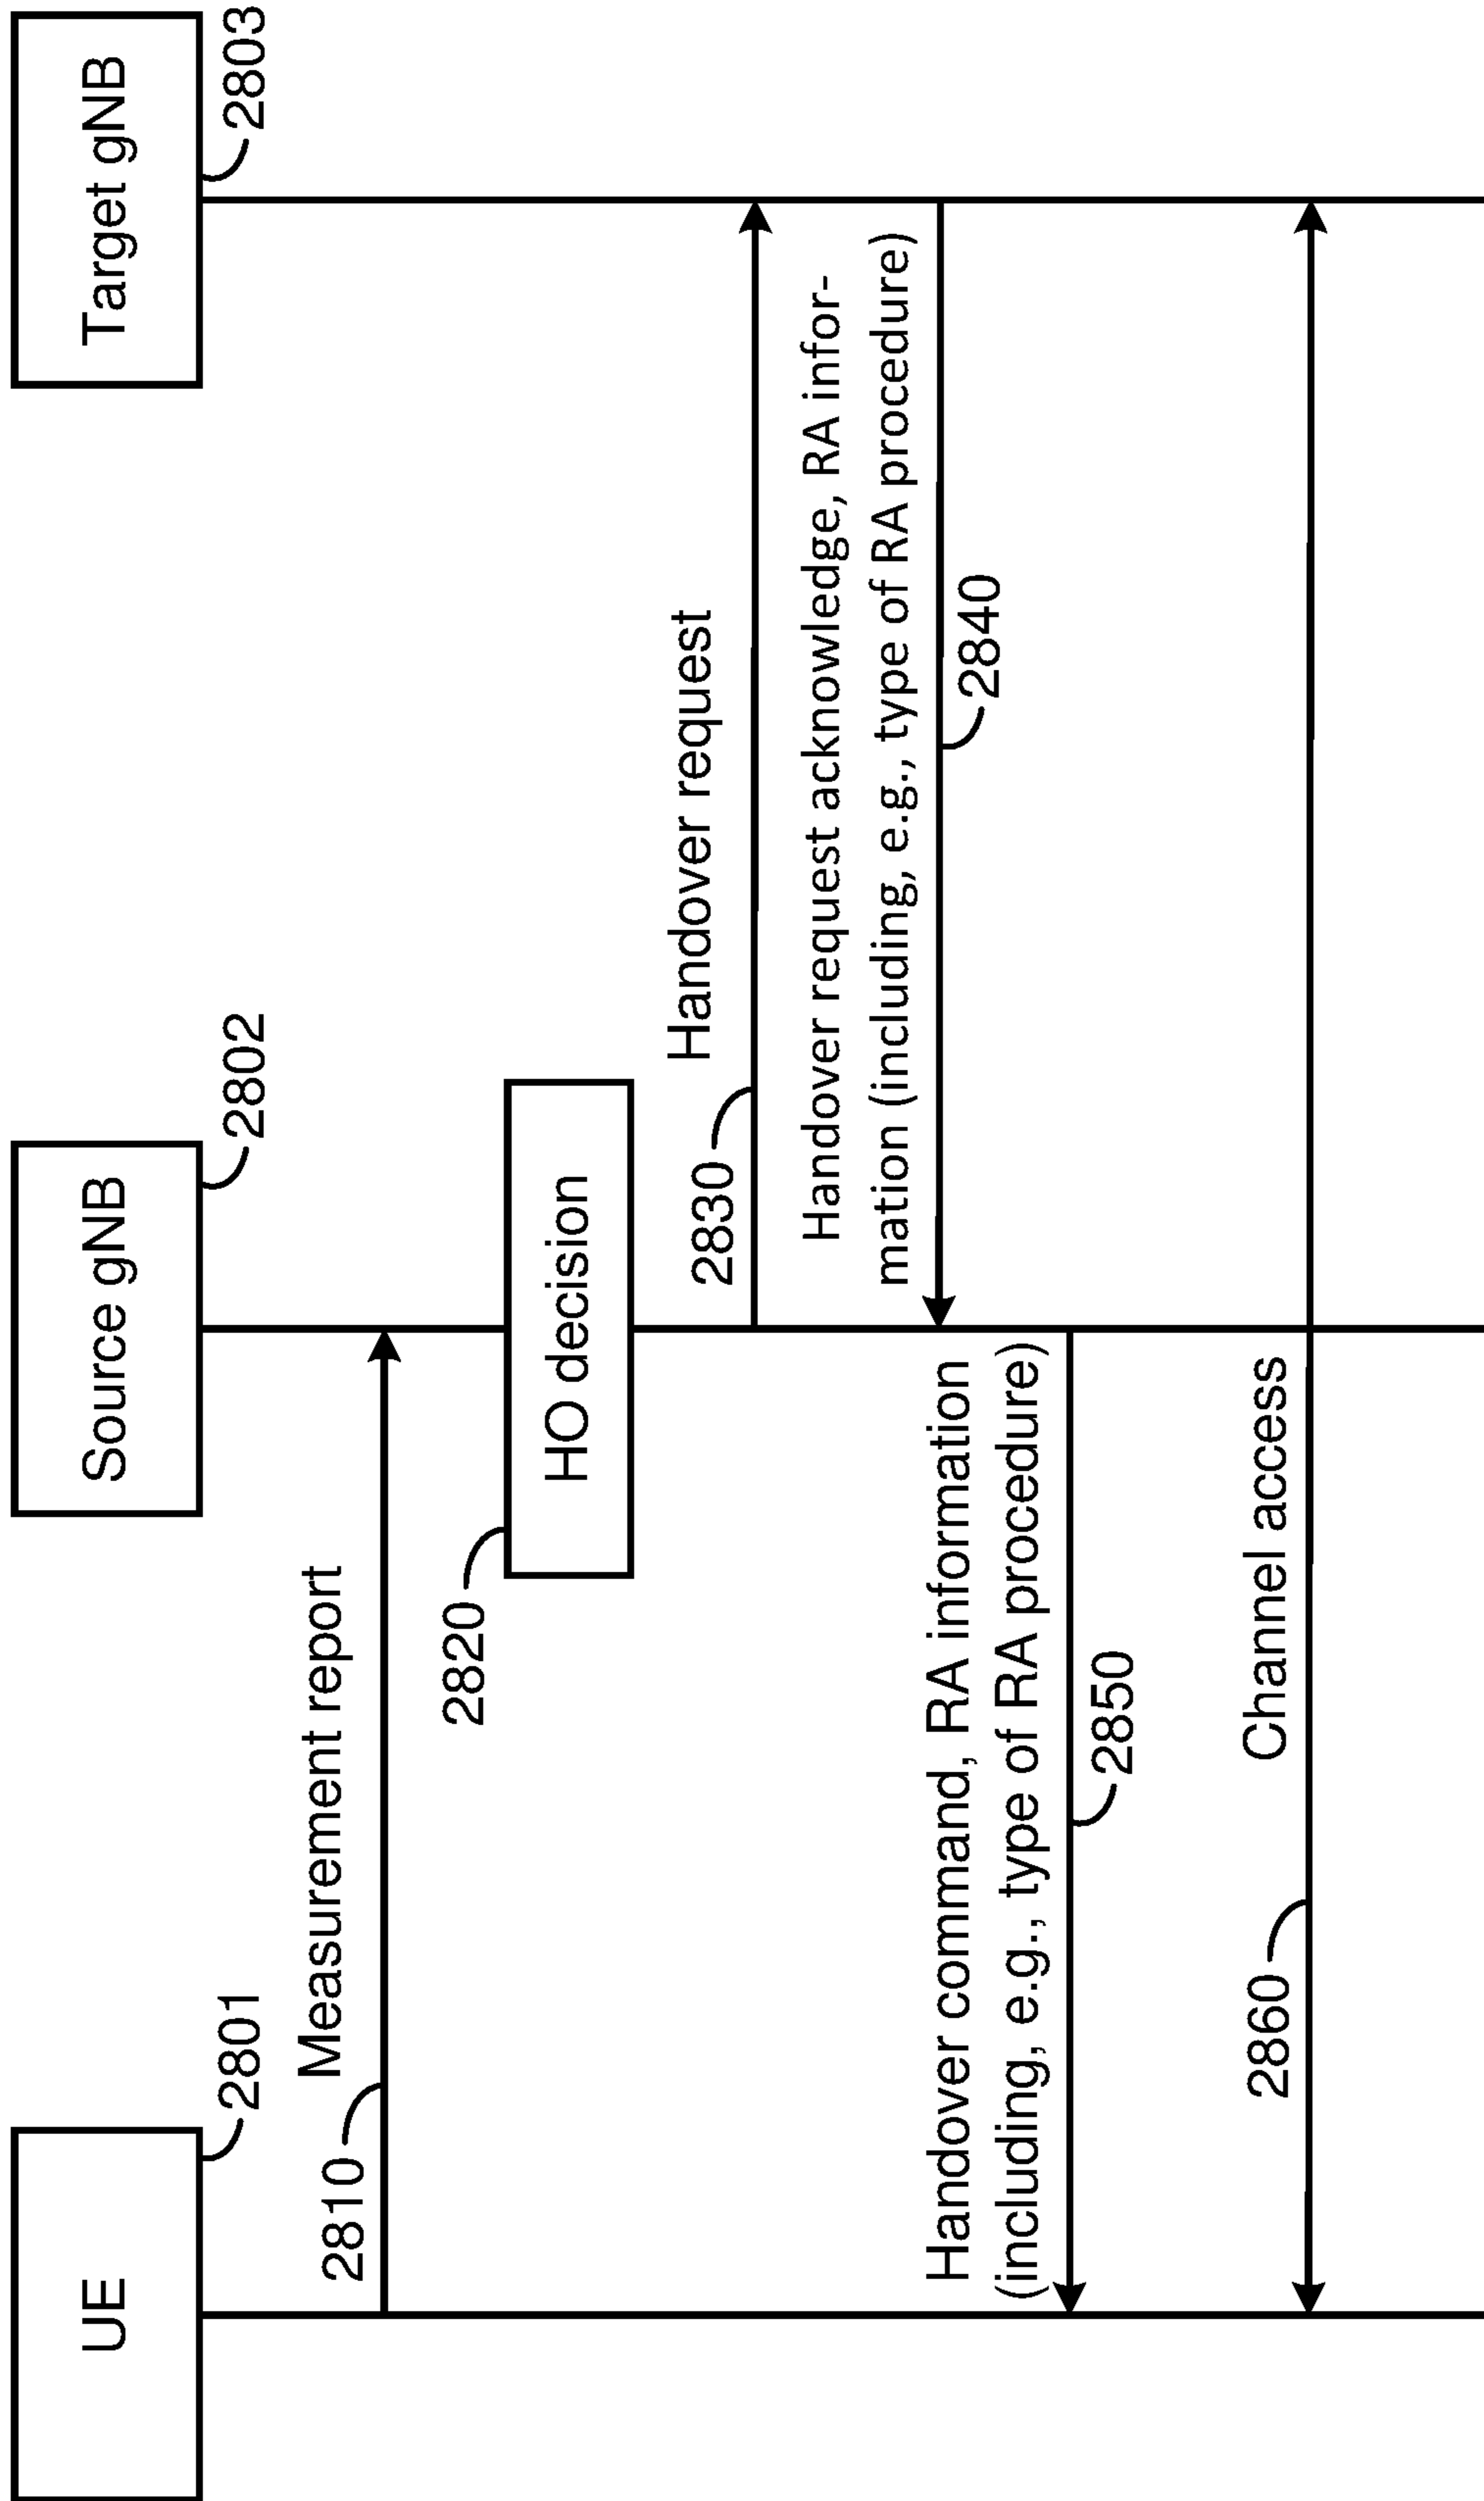 UE
2801
Source gNB
2802
Target gNB
2803
Measurement report
2810
2820
HO decision
2830
Handover request
Handover request acknowledge, RA infor-
mation (including, e.g., type of RA procedure)
2840
Handover command, RA information
(including, e.g., type of RA procedure)
2850
Channel access
2860